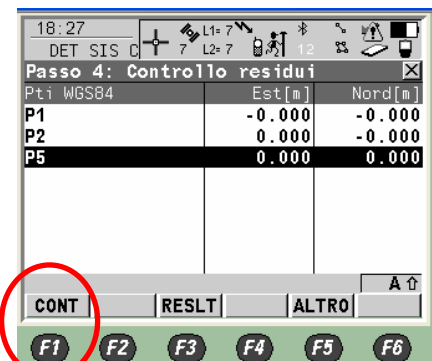 18:27
L1= 7
DET SIS C
7 L2= 7
12
Passo 4: Controllo residui
Pti WGS84 Est[m] Nord[m]
P1 -0.000 -0.000
P2 0.000 -0.000
P5 0.000 0.000
A
CONT RESLT ALTRO
F1 F2 F3 F4 F5 F6